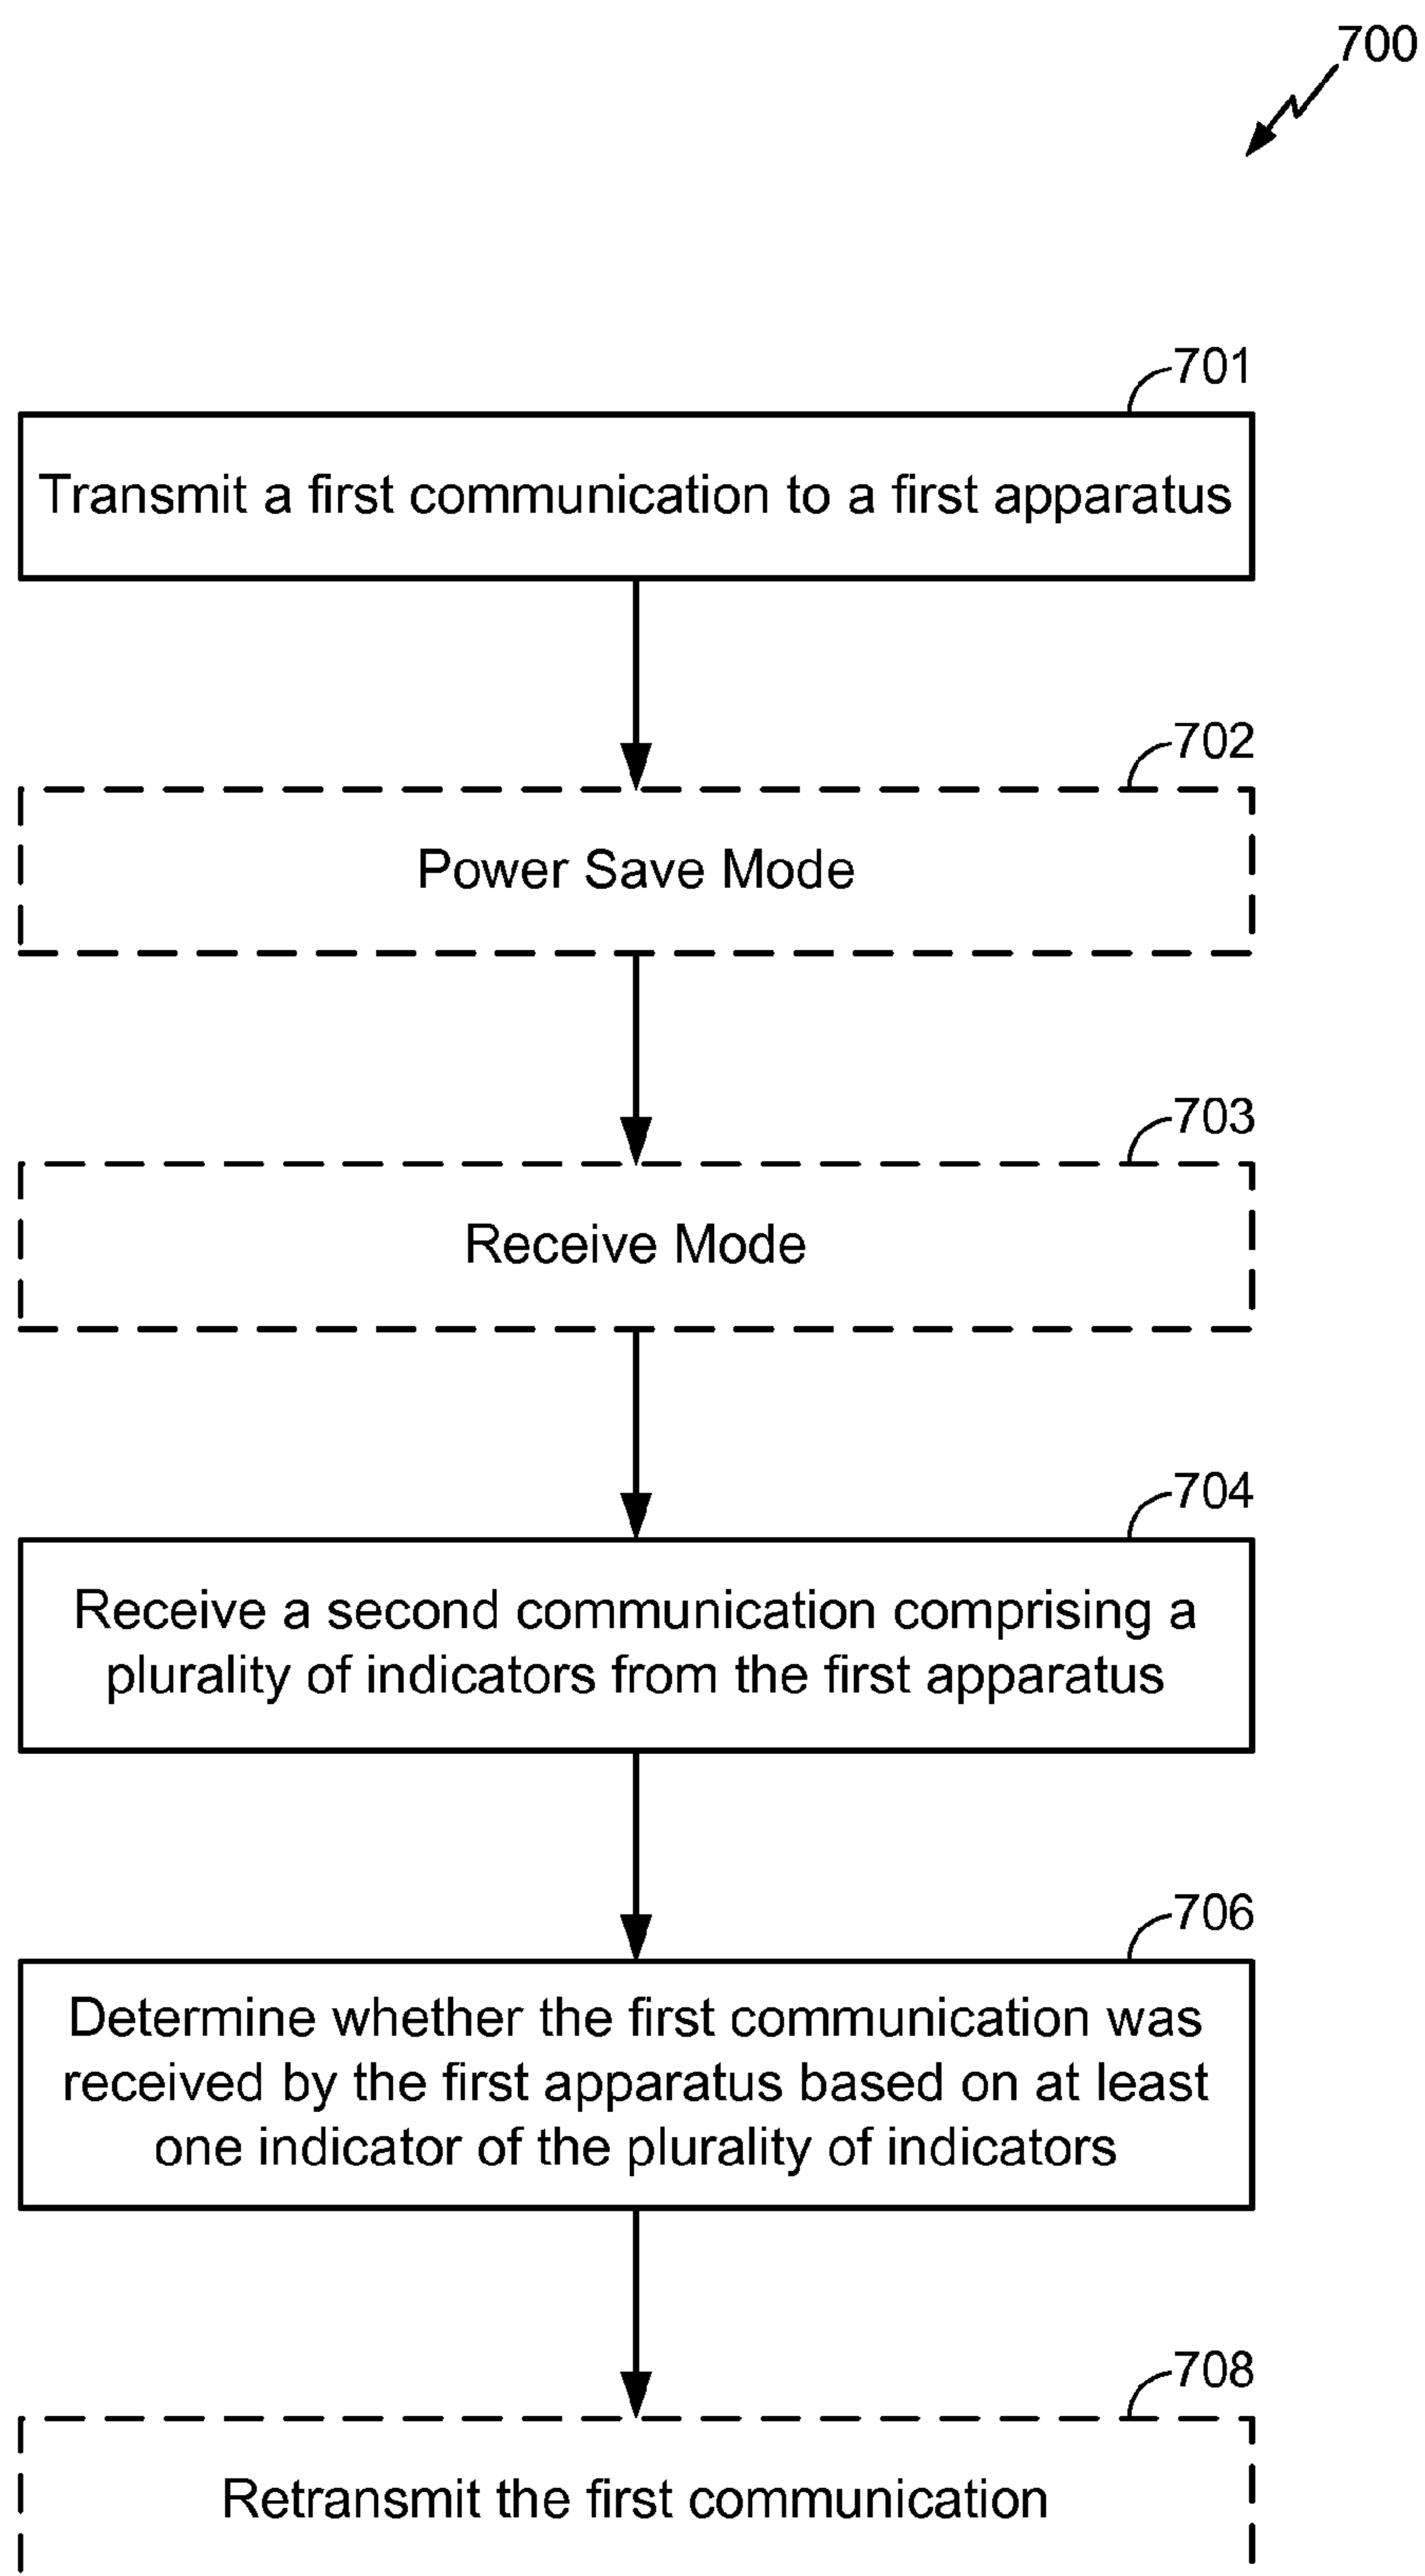 700
701
Transmit a first communication to a first apparatus
702
Power Save Mode
703
Receive Mode
704
Receive a second communication comprising a
plurality of indicators from the first apparatus
706
Determine whether the first communication was
received by the first apparatus based on at least
one indicator of the plurality of indicators
708
Retransmit the first communication